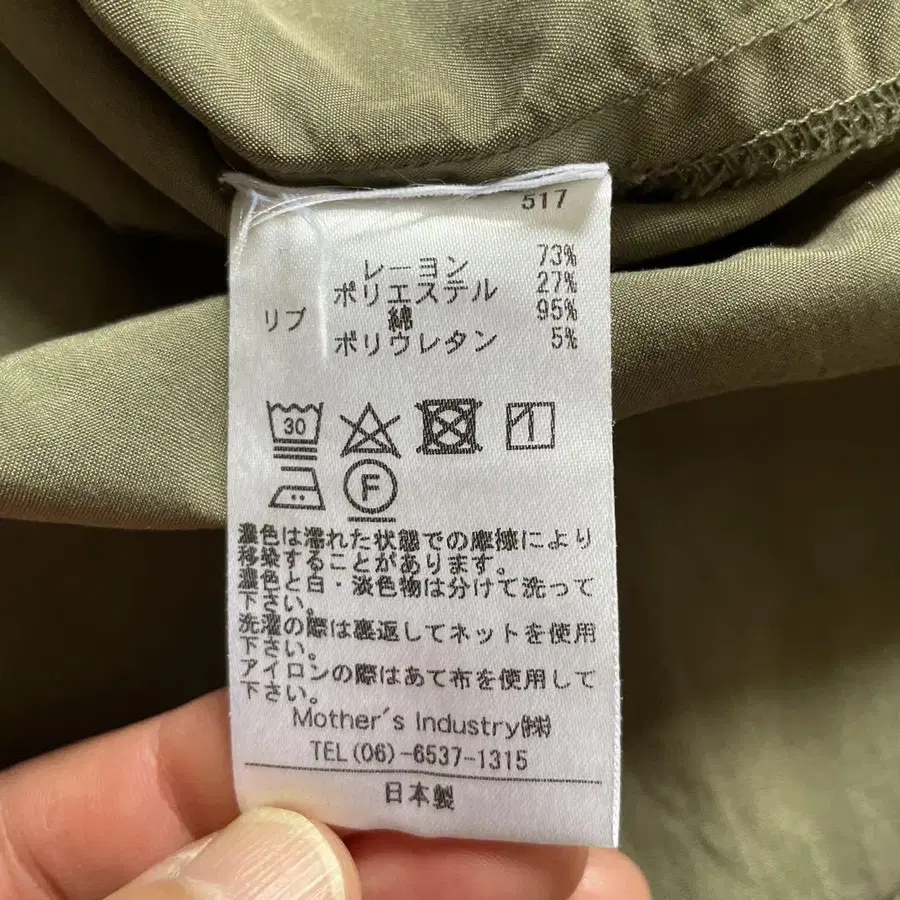 517
レーヨン 73%
ポリエステル 27%
リブ 綿 95%
ポリウレタン 5%
30
F
濃色は濡れた状態での摩擦により
移染することがあります。
濃色と白・淡色物は分けて洗って
下さい。
洗濯の際は裏返してネットを使用
下さい。
アイロンの際はあて布を使用して
下さい。
Mother's Industry㈱
TEL(06)-6537-1315
日本製